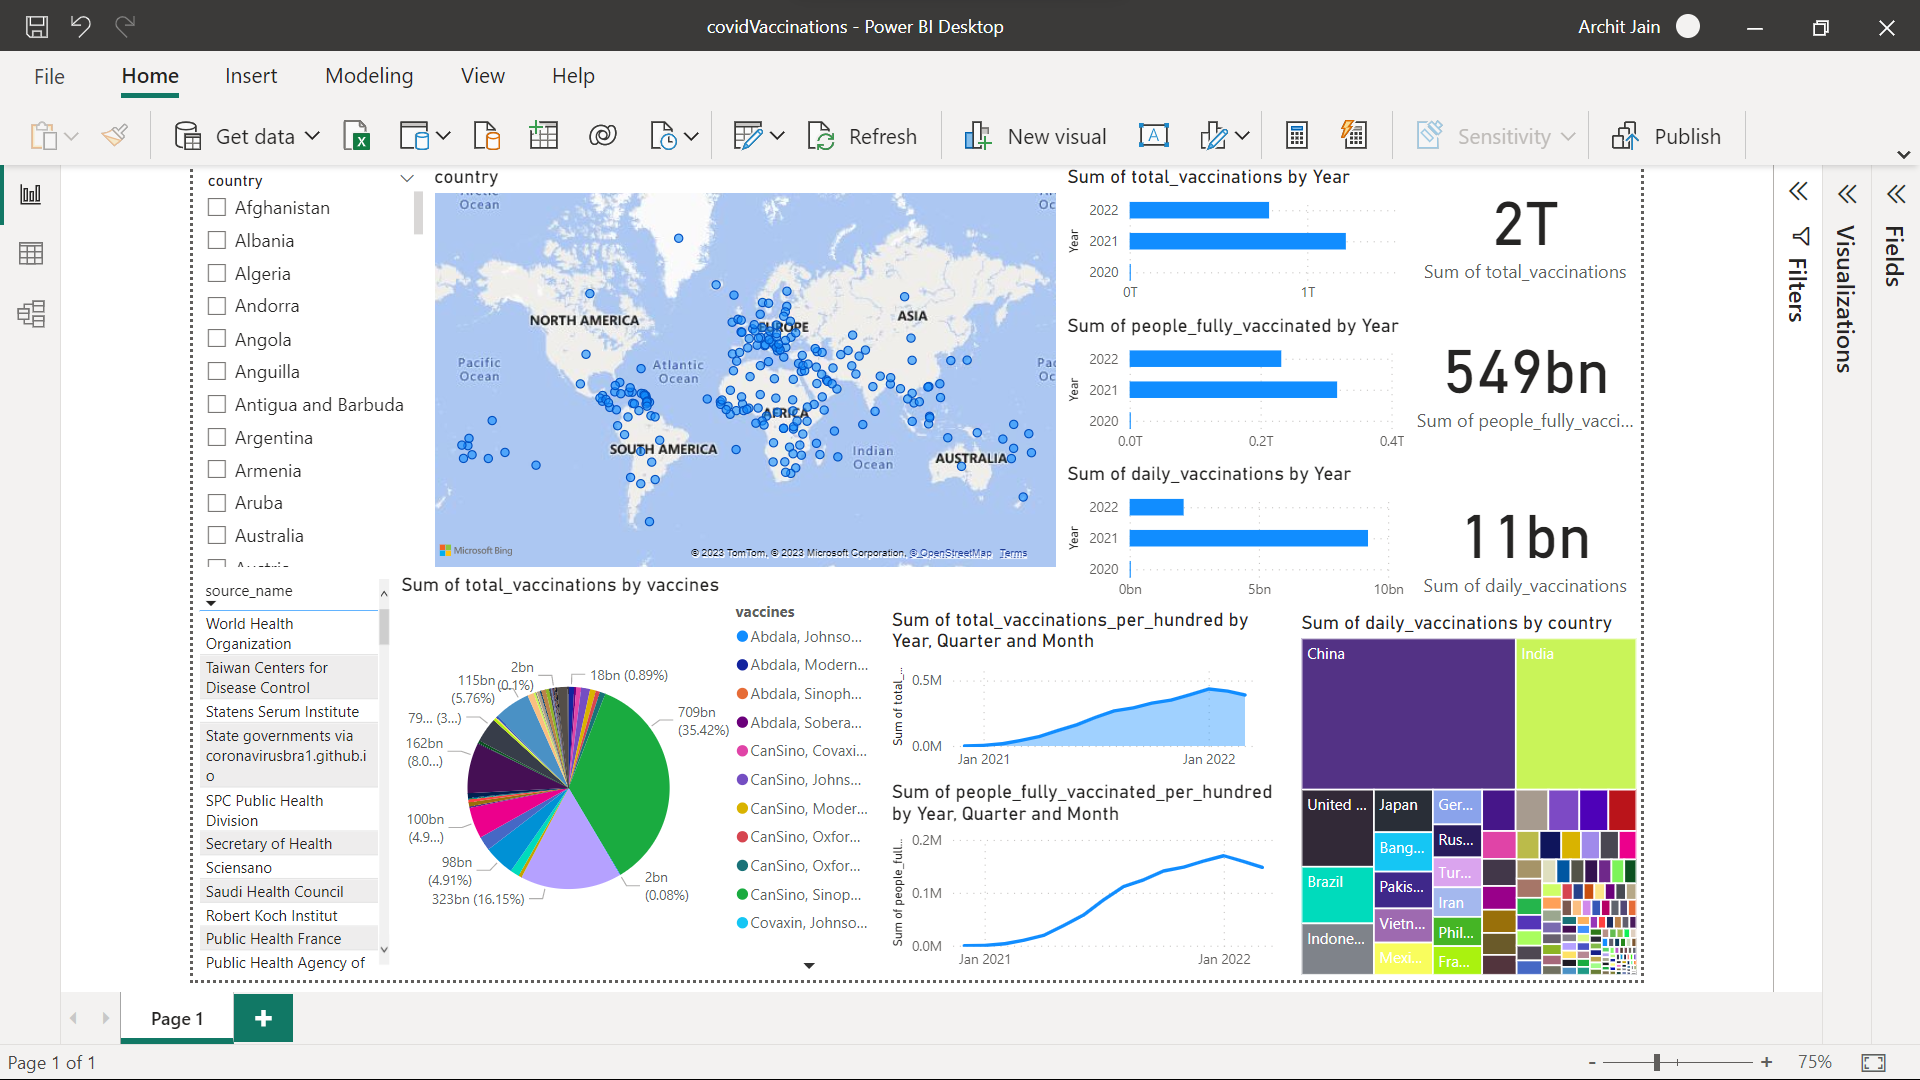 covidVaccinations - Power BI Desktop
Archit Jain
File
Home
Insert
Modeling
View
Help
Get data
Refresh
New visual
Sensitivity
Publish
country
Afghanistan
Albania
Algeria
Andorra
Angola
Anguilla
Antigua and Barbuda
Argentina
Armenia
Aruba
Australia
country
Ocean
Ocean
Oc
NORTH AMERICA
EUROPE
ASIA
Pacific
Ocean
Atlantic
Ocean
Pac
Oc
AFRICA
SOUTH AMERICA
Indian
Ocean
AUSTRALIA
Microsoft Bing
© 2023 TomTom, © 2023 Microsoft Corporation, © OpenStreetMap Terms
Sum of total_vaccinations by Year
Year
2022
2021
2020
0T
1T
2T
Sum of total_vaccinations
Sum of people_fully_vaccinated by Year
Year
2022
2021
2020
0.0T
0.2T
0.4T
549bn
Sum of people_fully_vacci...
Sum of daily_vaccinations by Year
Year
2022
2021
2020
0bn
5bn
10bn
11bn
Sum of daily_vaccinations
Filters
Visualizations
Fields
source_name
World Health
Organization
Taiwan Centers for
Disease Control
Statens Serum Institute
State governments via
coronavirusbra1.github.i
o
SPC Public Health
Division
Secretary of Health
Sciensano
Saudi Health Council
Robert Koch Institut
Public Health France
Public Health Agency of
Sum of total_vaccinations by vaccines
2bn
(0.1%)
18bn (0.89%)
115bn
(5.76%)
709bn
(35.42%)
79... (3...)
162bn
(8.0...)
100bn
(4.9...)
98bn
(4.91%)
2bn
(0.08%)
323bn (16.15%)
vaccines
Abdala, Johnso...
Abdala, Modern...
Abdala, Sinoph...
Abdala, Sobera...
CanSino, Covaxi...
CanSino, Johns...
CanSino, Moder...
CanSino, Oxfor...
CanSino, Oxfor...
CanSino, Sinop...
Covaxin, Johnso...
Sum of total_vaccinations_per_hundred by
Year, Quarter and Month
Sum of total_...
0.5M
0.0M
Jan 2021
Jan 2022
Sum of people_fully_vaccinated_per_hundred
by Year, Quarter and Month
Sum of people_full...
0.2M
0.1M
0.0M
Jan 2021
Jan 2022
Sum of daily_vaccinations by country
China
India
United ...
Japan
Ger...
Bang...
Rus...
Brazil
Pakis...
Tur...
Iran
Vietn...
Phil...
Indone...
Mexi...
Fra...
Page 1
Page 1 of 1
75%